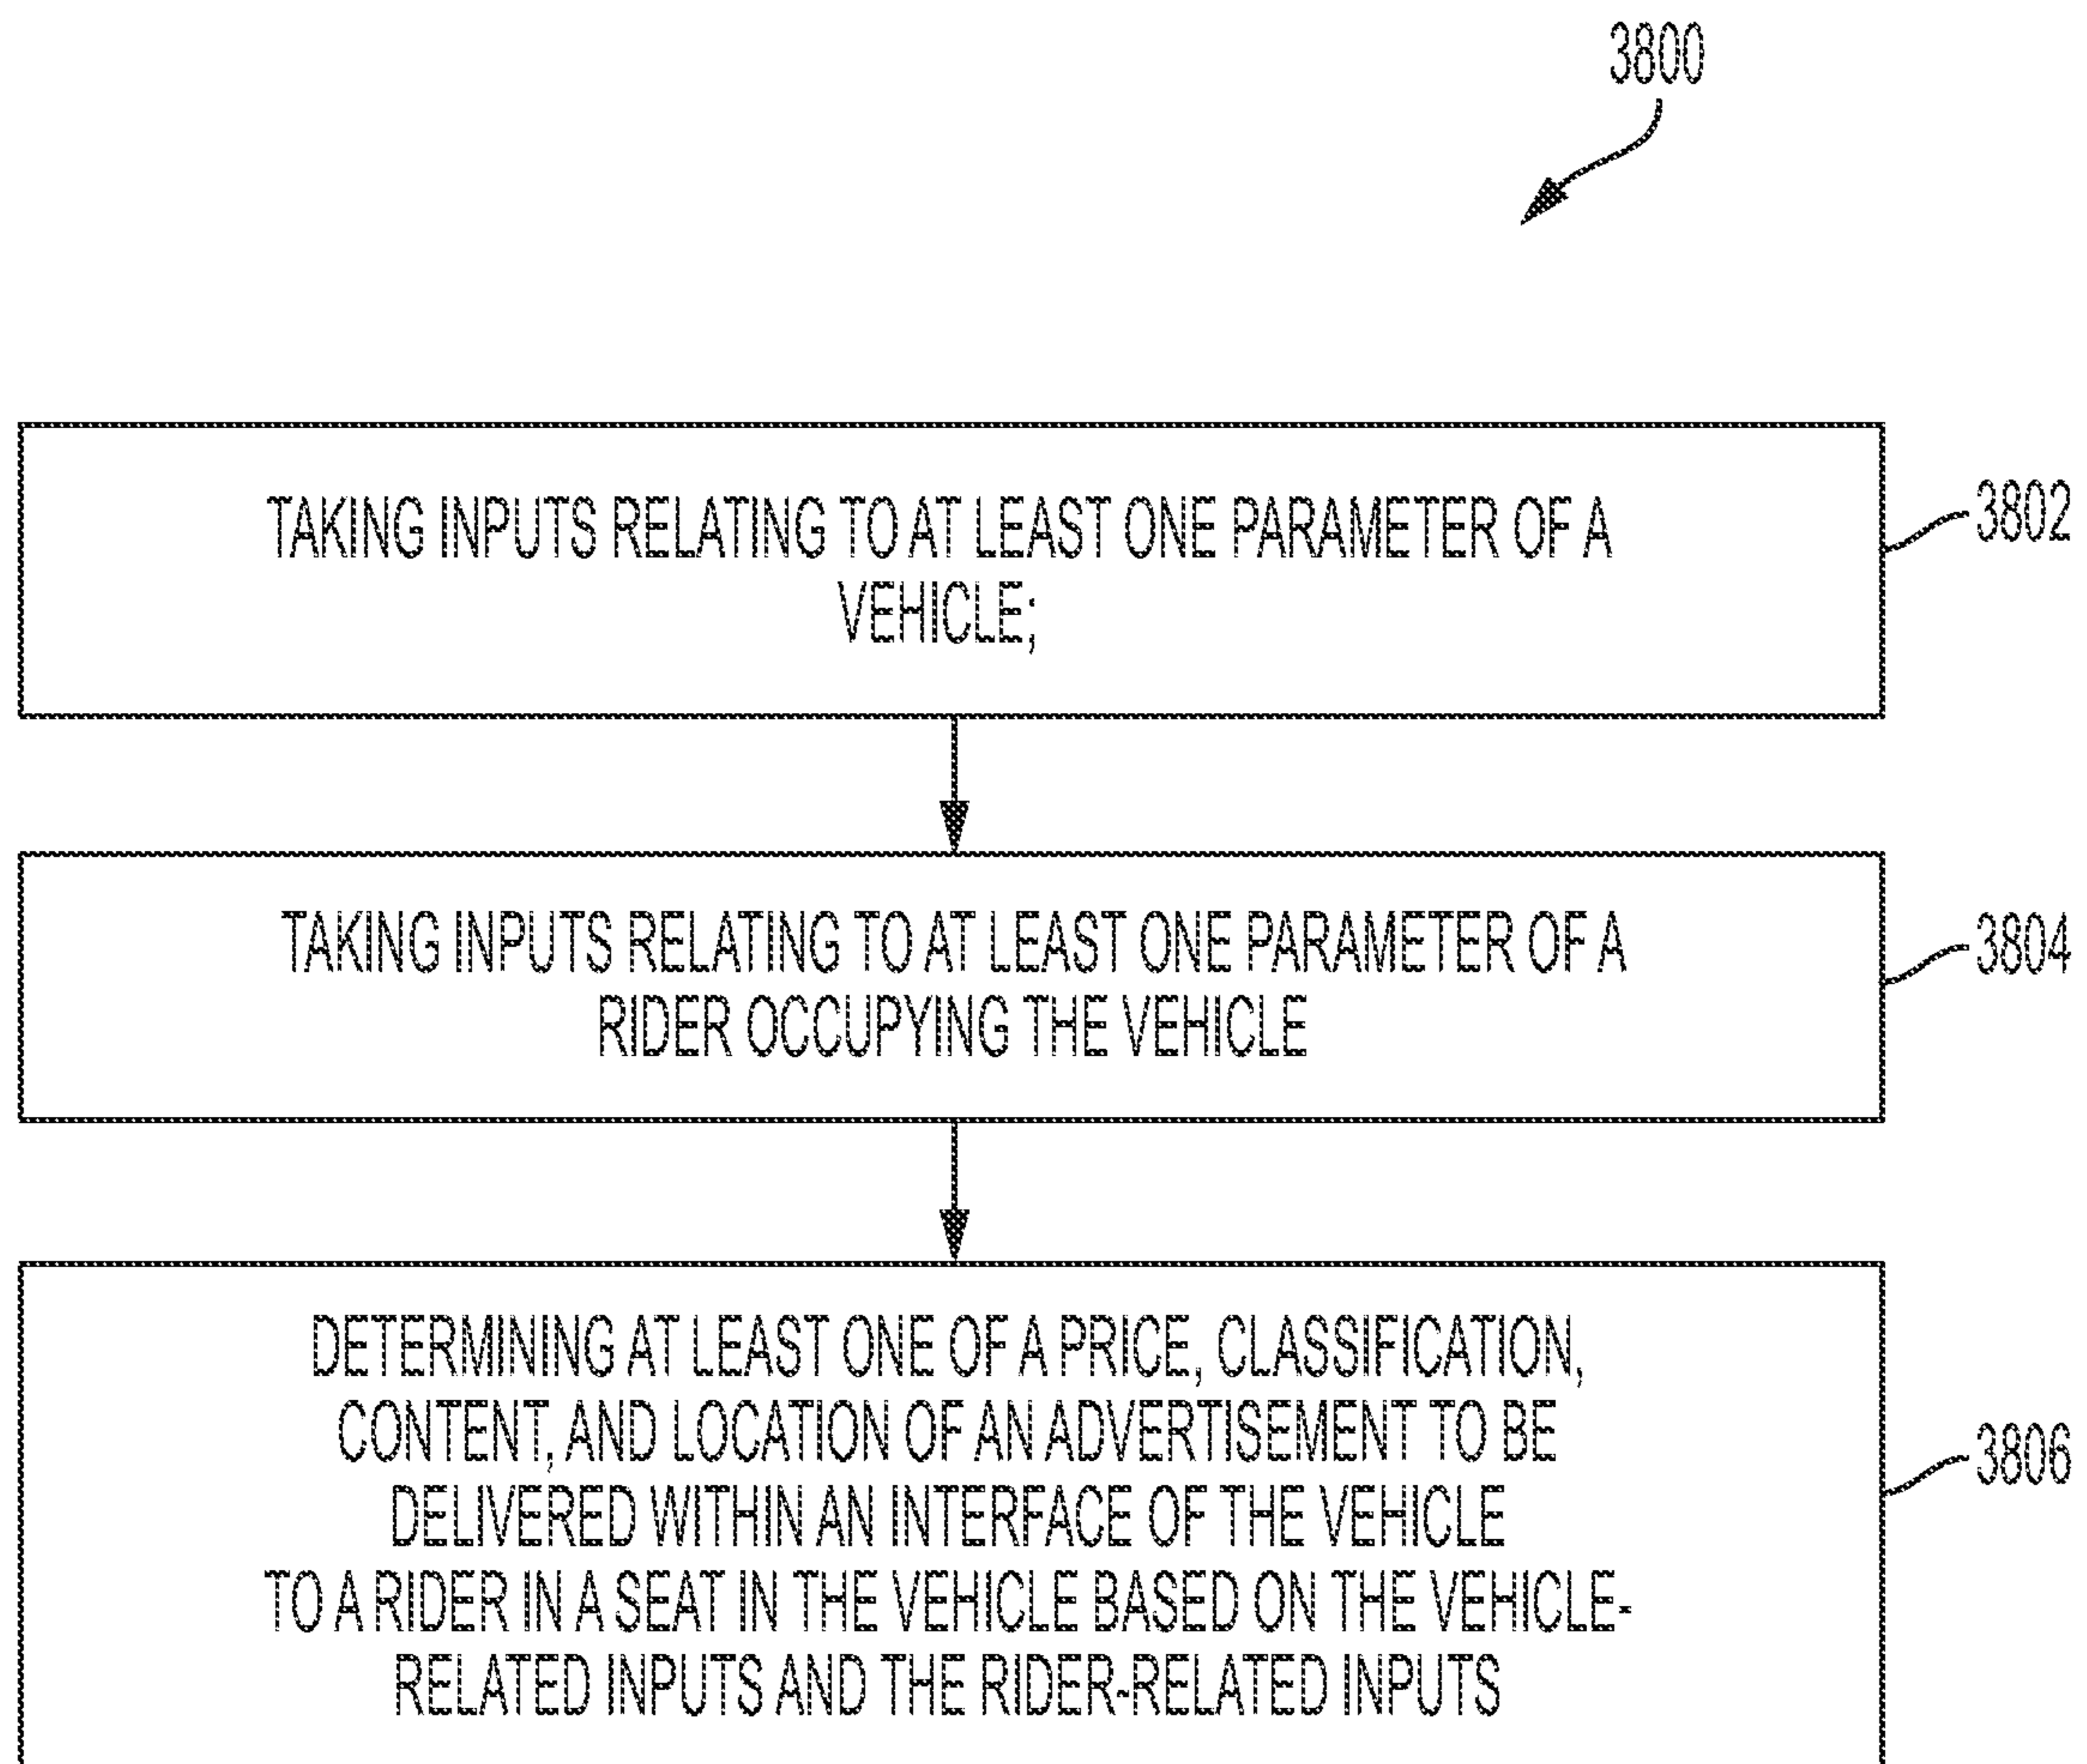 3800
TAKING INPUTS RELATING TO AT LEAST ONE PARAMETER OF A
VEHICLE;
3802
TAKING INPUTS RELATING TO AT LEAST ONE PARAMETER OF A
RIDER OCCUPYING THE VEHICLE
3804
DETERMINING AT LEAST ONE OF A PRICE, CLASSIFICATION,
CONTENT, AND LOCATION OF AN ADVERTISEMENT TO BE
DELIVERED WITHIN AN INTERFACE OF THE VEHICLE
TO A RIDER IN A SEAT IN THE VEHICLE BASED ON THE VEHICLE-
RELATED INPUTS AND THE RIDER-RELATED INPUTS
3806